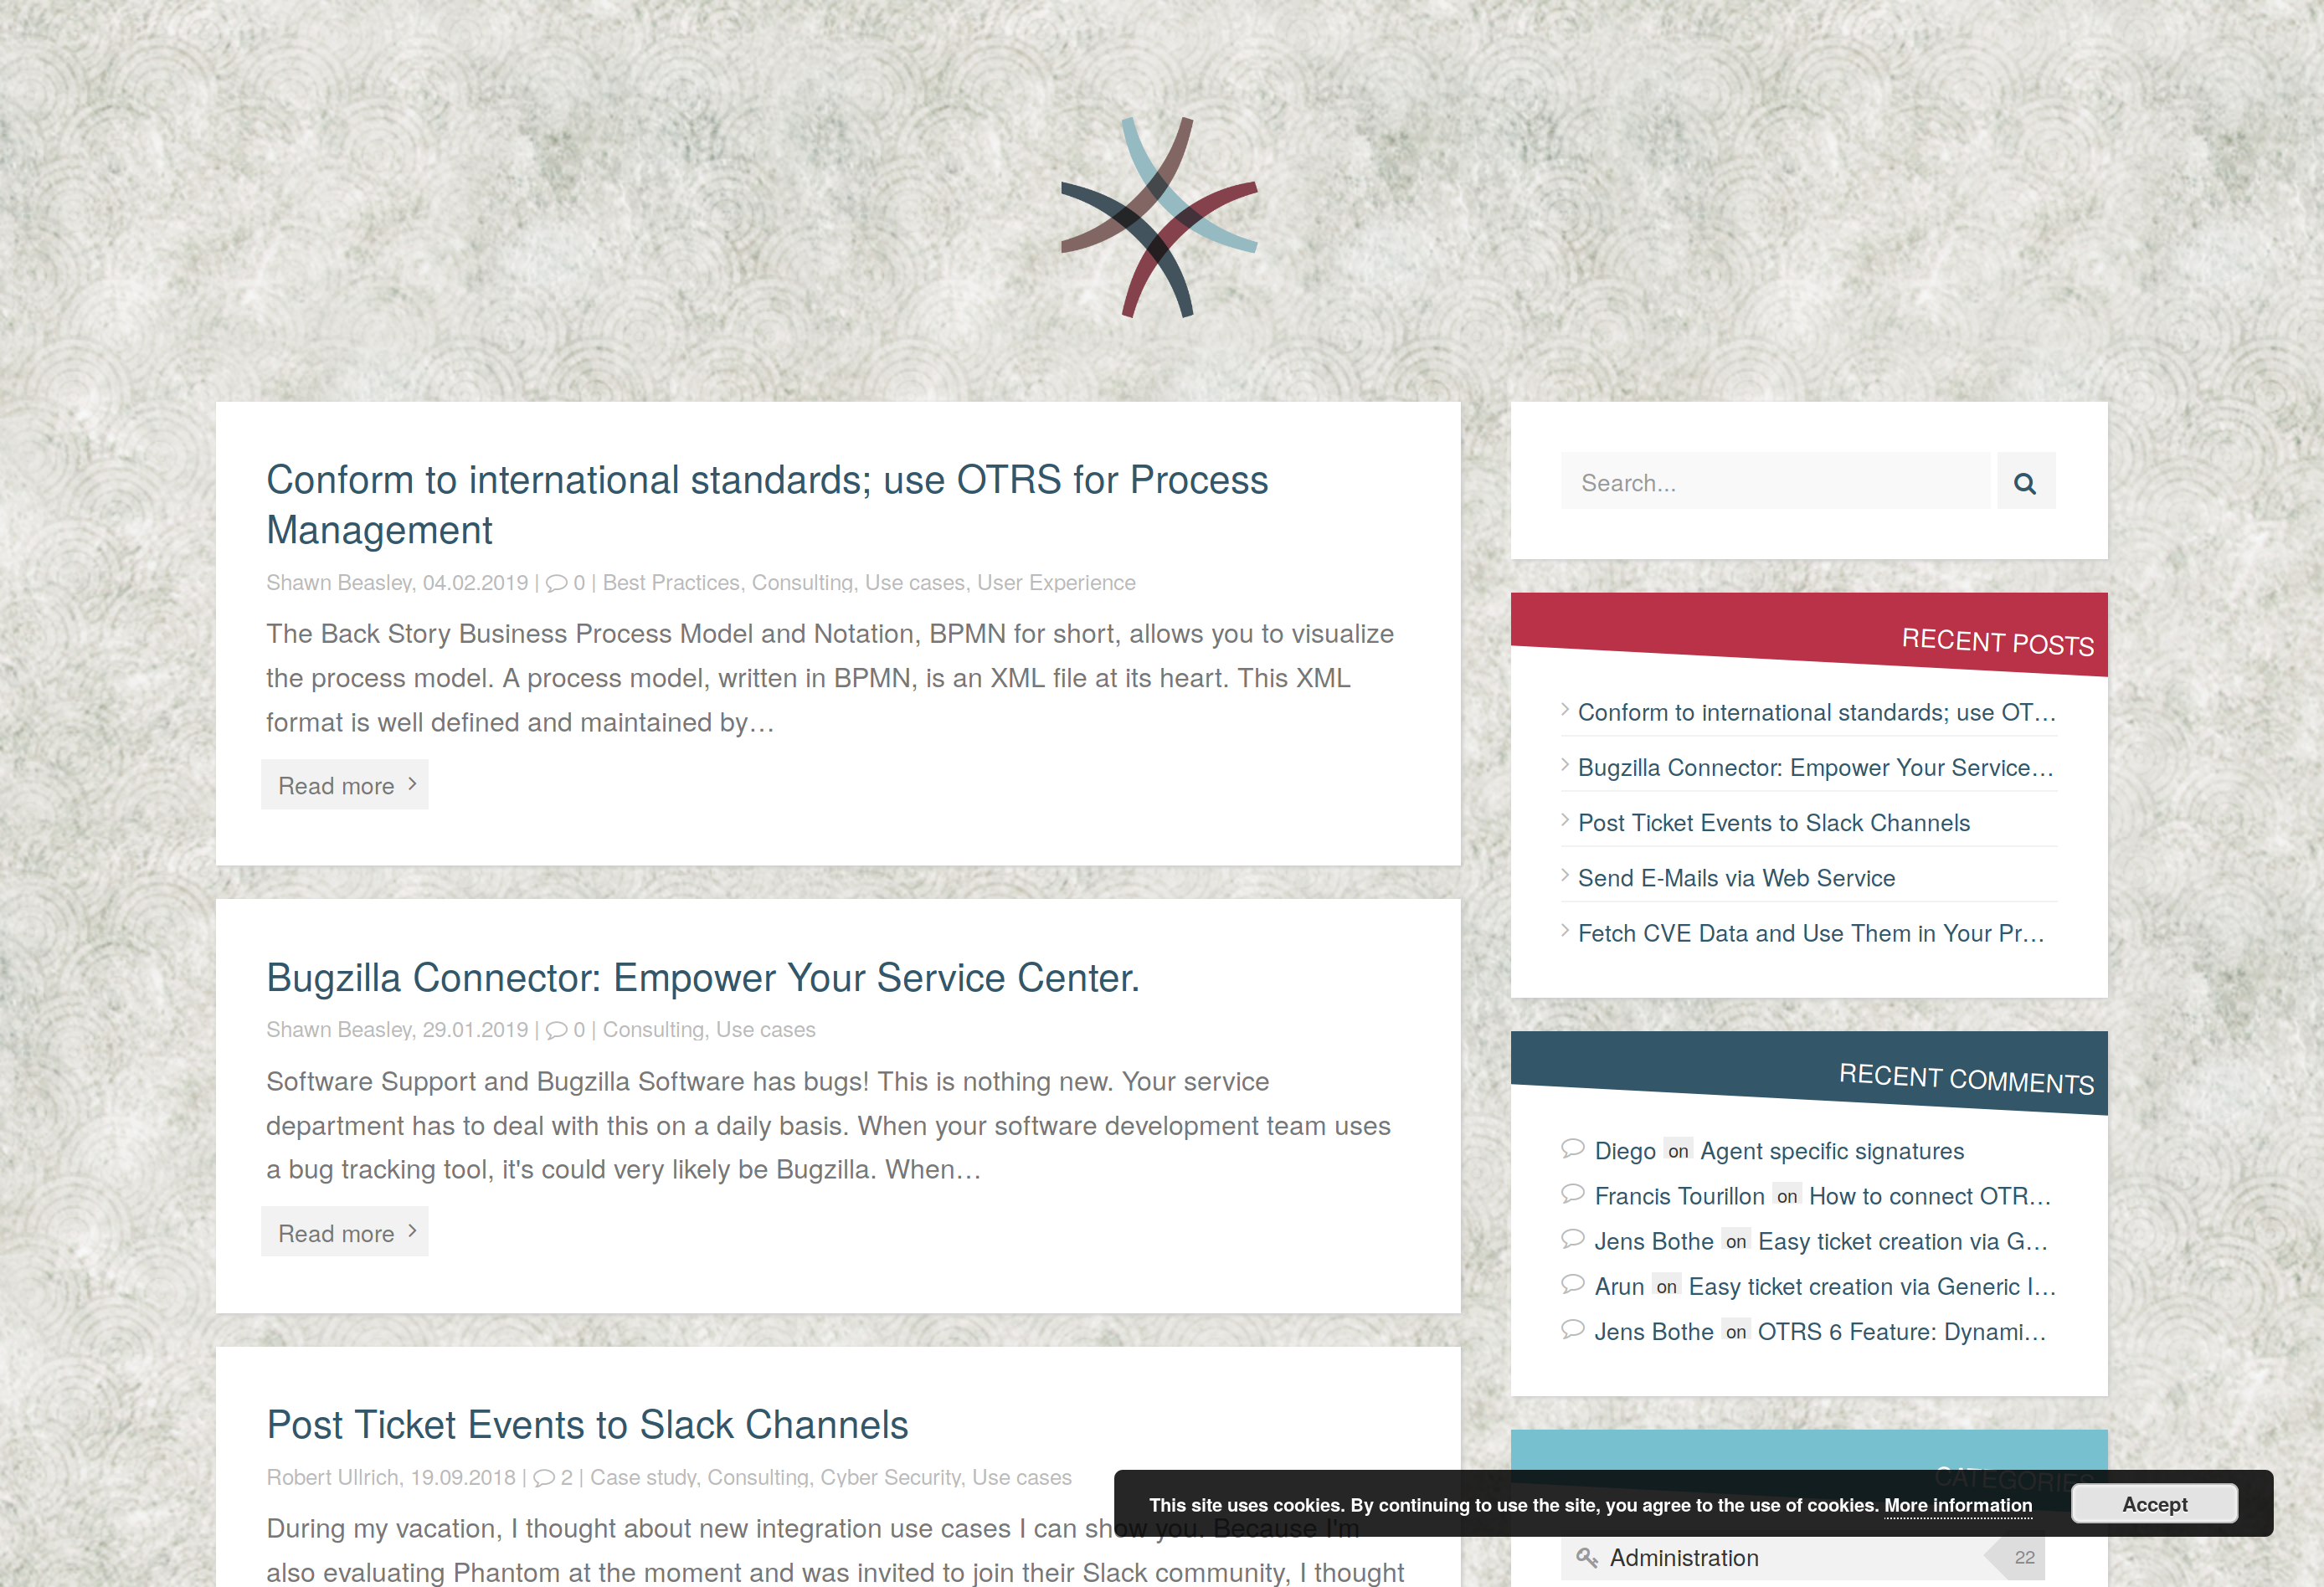 Conform to international standards; use OTRS for Process
Management
Shawn Beasley, 04.02.2019 | 0 | Best Practices, Consulting, Use cases, User Experience
The Back Story Business Process Model and Notation, BPMN for short, allows you to visualize
the process model. A process model, written in BPMN, is an XML file at its heart. This XML
format is well defined and maintained by…
Read more
Bugzilla Connector: Empower Your Service Center.
Shawn Beasley, 29.01.2019 | 0 | Consulting, Use cases
Software Support and Bugzilla Software has bugs! This is nothing new. Your service
department has to deal with this on a daily basis. When your software development team uses
a bug tracking tool, it's could very likely be Bugzilla. When…
Read more
Post Ticket Events to Slack Channels
Robert Ullrich, 19.09.2018 | 2 | Case study, Consulting, Cyber Security, Use cases
During my vacation, I thought about new integration use cases I can show you. Because I'm
also evaluating Phantom at the moment and was invited to join their Slack community, I thought
Search...
RECENT POSTS
Conform to international standards; use OT…
Bugzilla Connector: Empower Your Service…
Post Ticket Events to Slack Channels
Send E-Mails via Web Service
Fetch CVE Data and Use Them in Your Pr…
RECENT COMMENTS
Diego on Agent specific signatures
Francis Tourillon on How to connect OTR…
Jens Bothe on Easy ticket creation via G…
Arun on Easy ticket creation via Generic I…
Jens Bothe on OTRS 6 Feature: Dynami…
CATEGORIES
Administration 22
This site uses cookies. By continuing to use the site, you agree to the use of cookies. More information
Accept